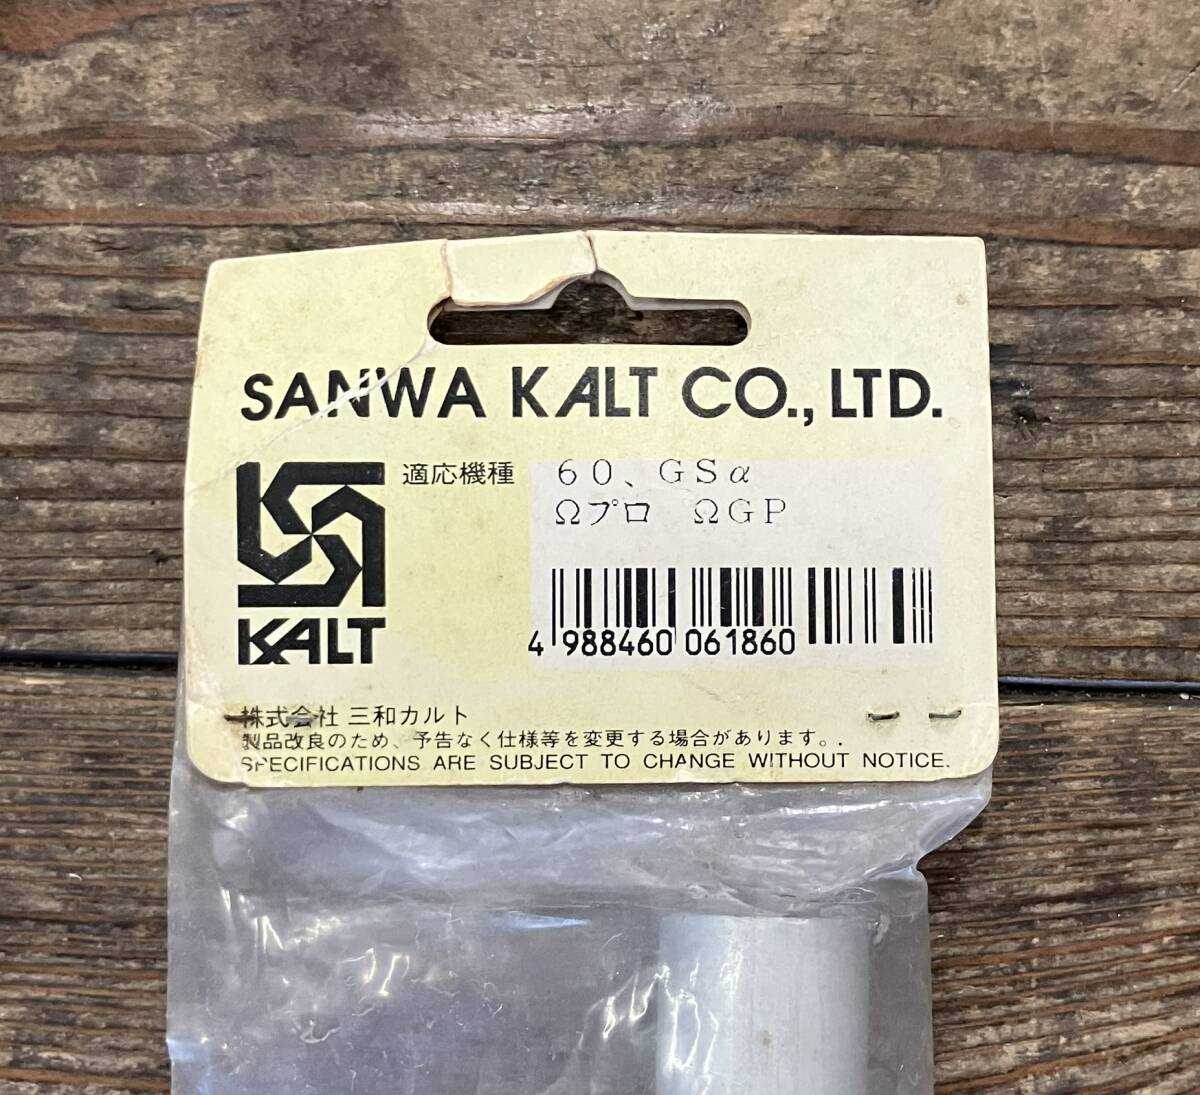 SANWA KALT CO., LTD.
適応機種 60、GSα
Ωプロ ΩGP
4 988460 061860
KALT
株式会社 三和カルト
製品改良のため、予告なく仕様等を変更する場合があります。.
SPECIFICATIONS ARE SUBJECT TO CHANGE WITHOUT NOTICE.